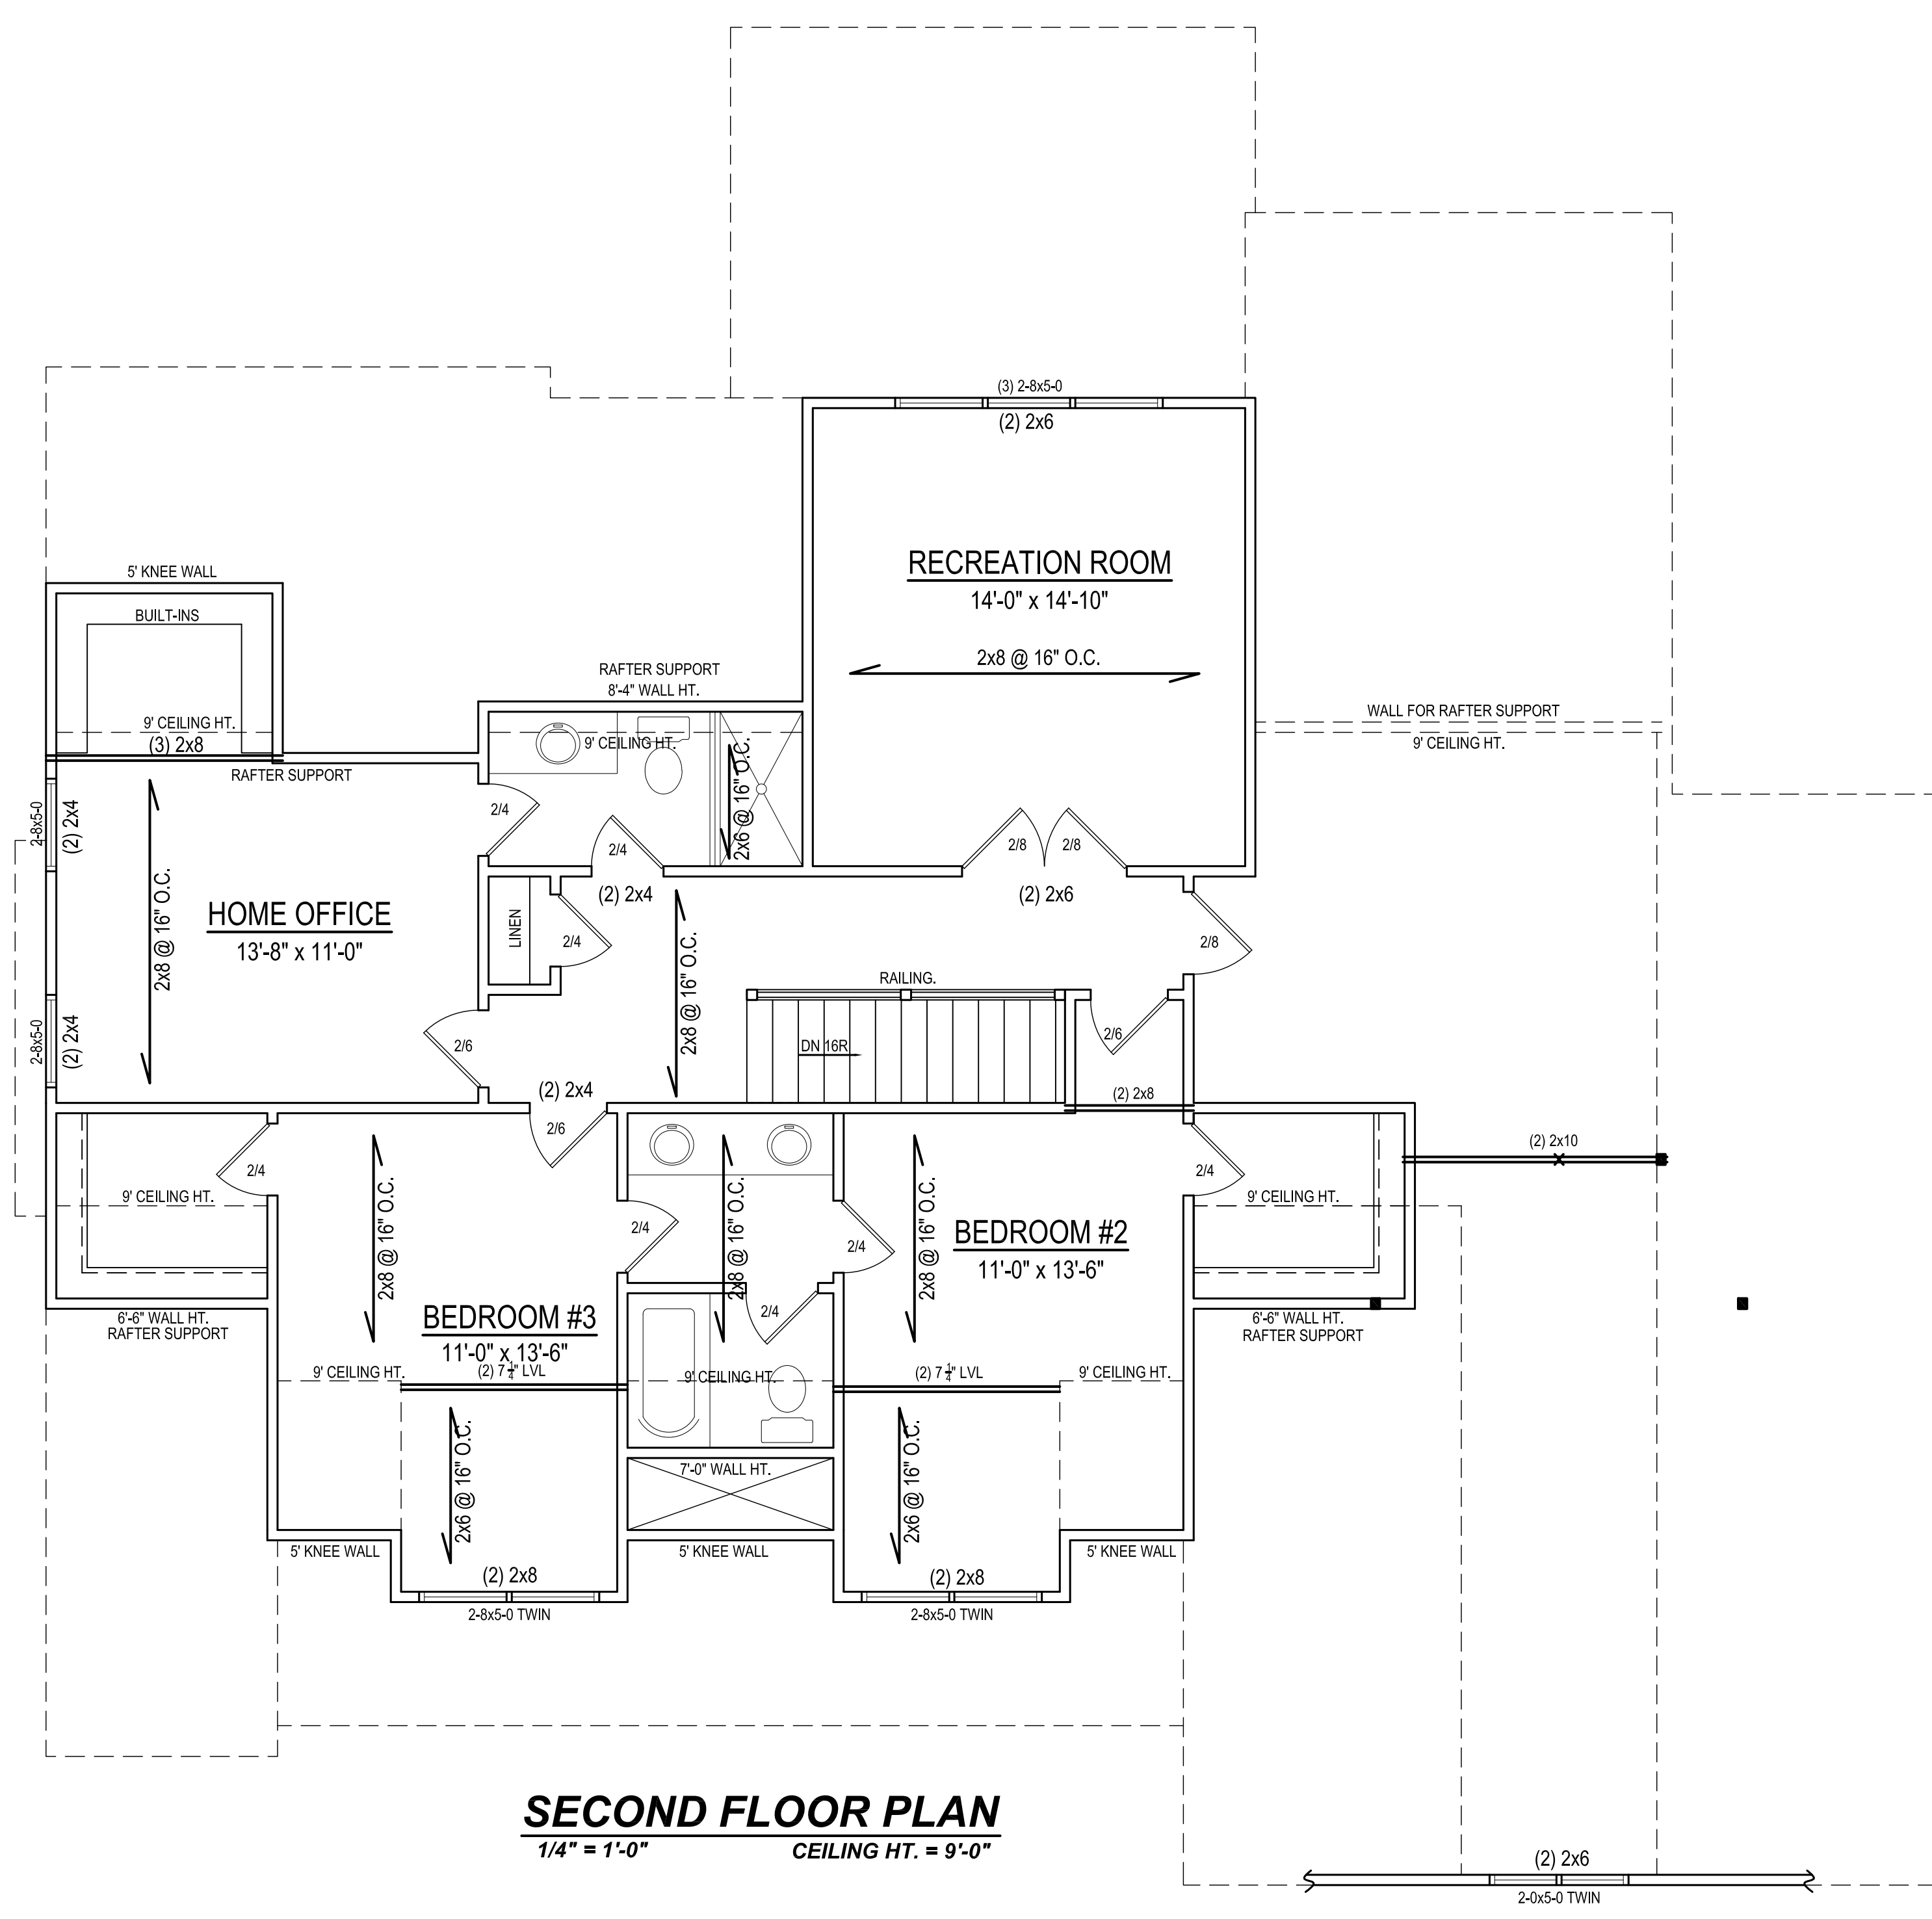 (3) 2-8x5-0
(2) 2x6
RECREATION ROOM
14'-0" x 14'-10"
2x8 @ 16" O.C.
5' KNEE WALL
BUILT-INS
9' CEILING HT.
(3) 2x8
RAFTER SUPPORT
RAFTER SUPPORT
8'-4" WALL HT.
9' CEILING HT.
2x6 @ 16" O.C.
WALL FOR RAFTER SUPPORT
9' CEILING HT.
2-8x5-0
(2) 2x4
2/4
2/4
2/8
2/8
2x8 @ 16" O.C.
HOME OFFICE
13'-8" x 11'-0"
LINEN
2/4
(2) 2x4
2x8 @ 16" O.C.
(2) 2x6
2/8
RAILING.
2-8x5-0
(2) 2x4
2/6
DN 16R
2/6
(2) 2x4
(2) 2x8
2/6
2/4
9' CEILING HT.
2x8 @ 16" O.C.
2x8 @ 16" O.C.
2/4
2/4
2x8 @ 16" O.C.
BEDROOM #2
11'-0" x 13'-6"
2/4
9' CEILING HT.
(2) 2x10
6'-6" WALL HT.
RAFTER SUPPORT
BEDROOM #3
11'-0" x 13'-6"
2/4
6'-6" WALL HT.
RAFTER SUPPORT
9' CEILING HT.
(2) 7 1/4" LVL
9' CEILING HT.
(2) 7 1/4" LVL
9' CEILING HT.
2x6 @ 16" O.C.
7'-0" WALL HT.
2x6 @ 16" O.C.
5' KNEE WALL
5' KNEE WALL
5' KNEE WALL
(2) 2x8
(2) 2x8
2-8x5-0 TWIN
2-8x5-0 TWIN
SECOND FLOOR PLAN
1/4" = 1'-0" CEILING HT. = 9'-0"
(2) 2x6
2-0x5-0 TWIN